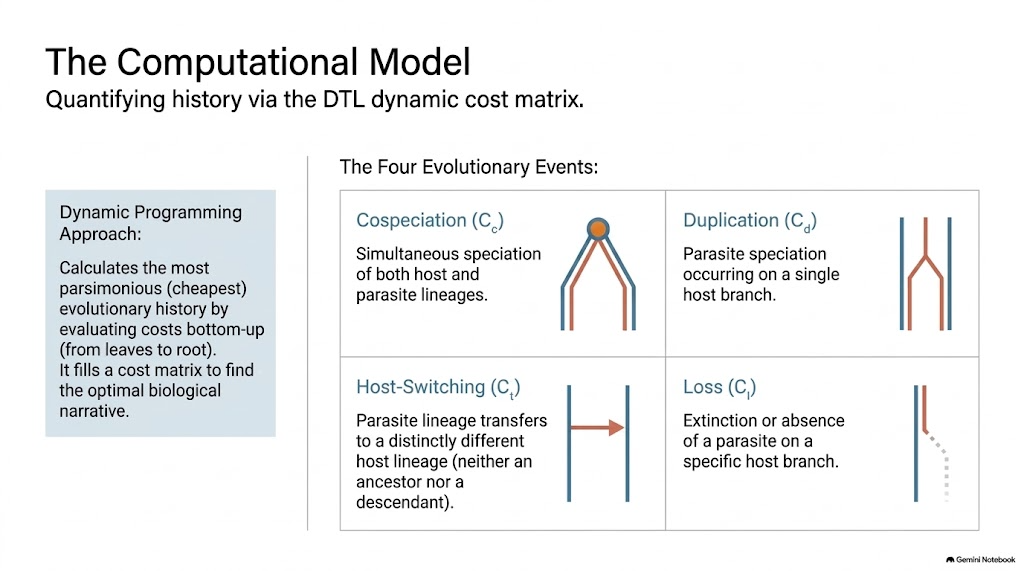 The Computational Model
Quantifying history via the DTL dynamic cost matrix.
Dynamic Programming
Approach:
Calculates the most
parsimonious (cheapest)
evolutionary history by
evaluating costs bottom-up
(from leaves to root).
It fills a cost matrix to find
the optimal biological
narrative.
The Four Evolutionary Events:
Cospeciation (C_c)
Simultaneous speciation
of both host and
parasite lineages.
Duplication (C_d)
Parasite speciation
occurring on a single
host branch.
Host-Switching (C_t)
Parasite lineage transfers
to a distinctly different
host lineage (neither an
ancestor nor a
descendant).
Loss (C_l)
Extinction or absence
of a parasite on a
specific host branch.
Gemini Notebook